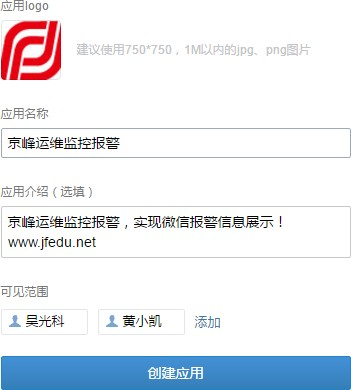 应用logo
建议使用750*750，1M以内的jpg、png图片
应用名称
京峰运维监控报警
应用介绍（选填）
京峰运维监控报警，实现微信报警信息展示！
www.jfedu.net
可见范围
吴光科 黄小凯 添加
创建应用